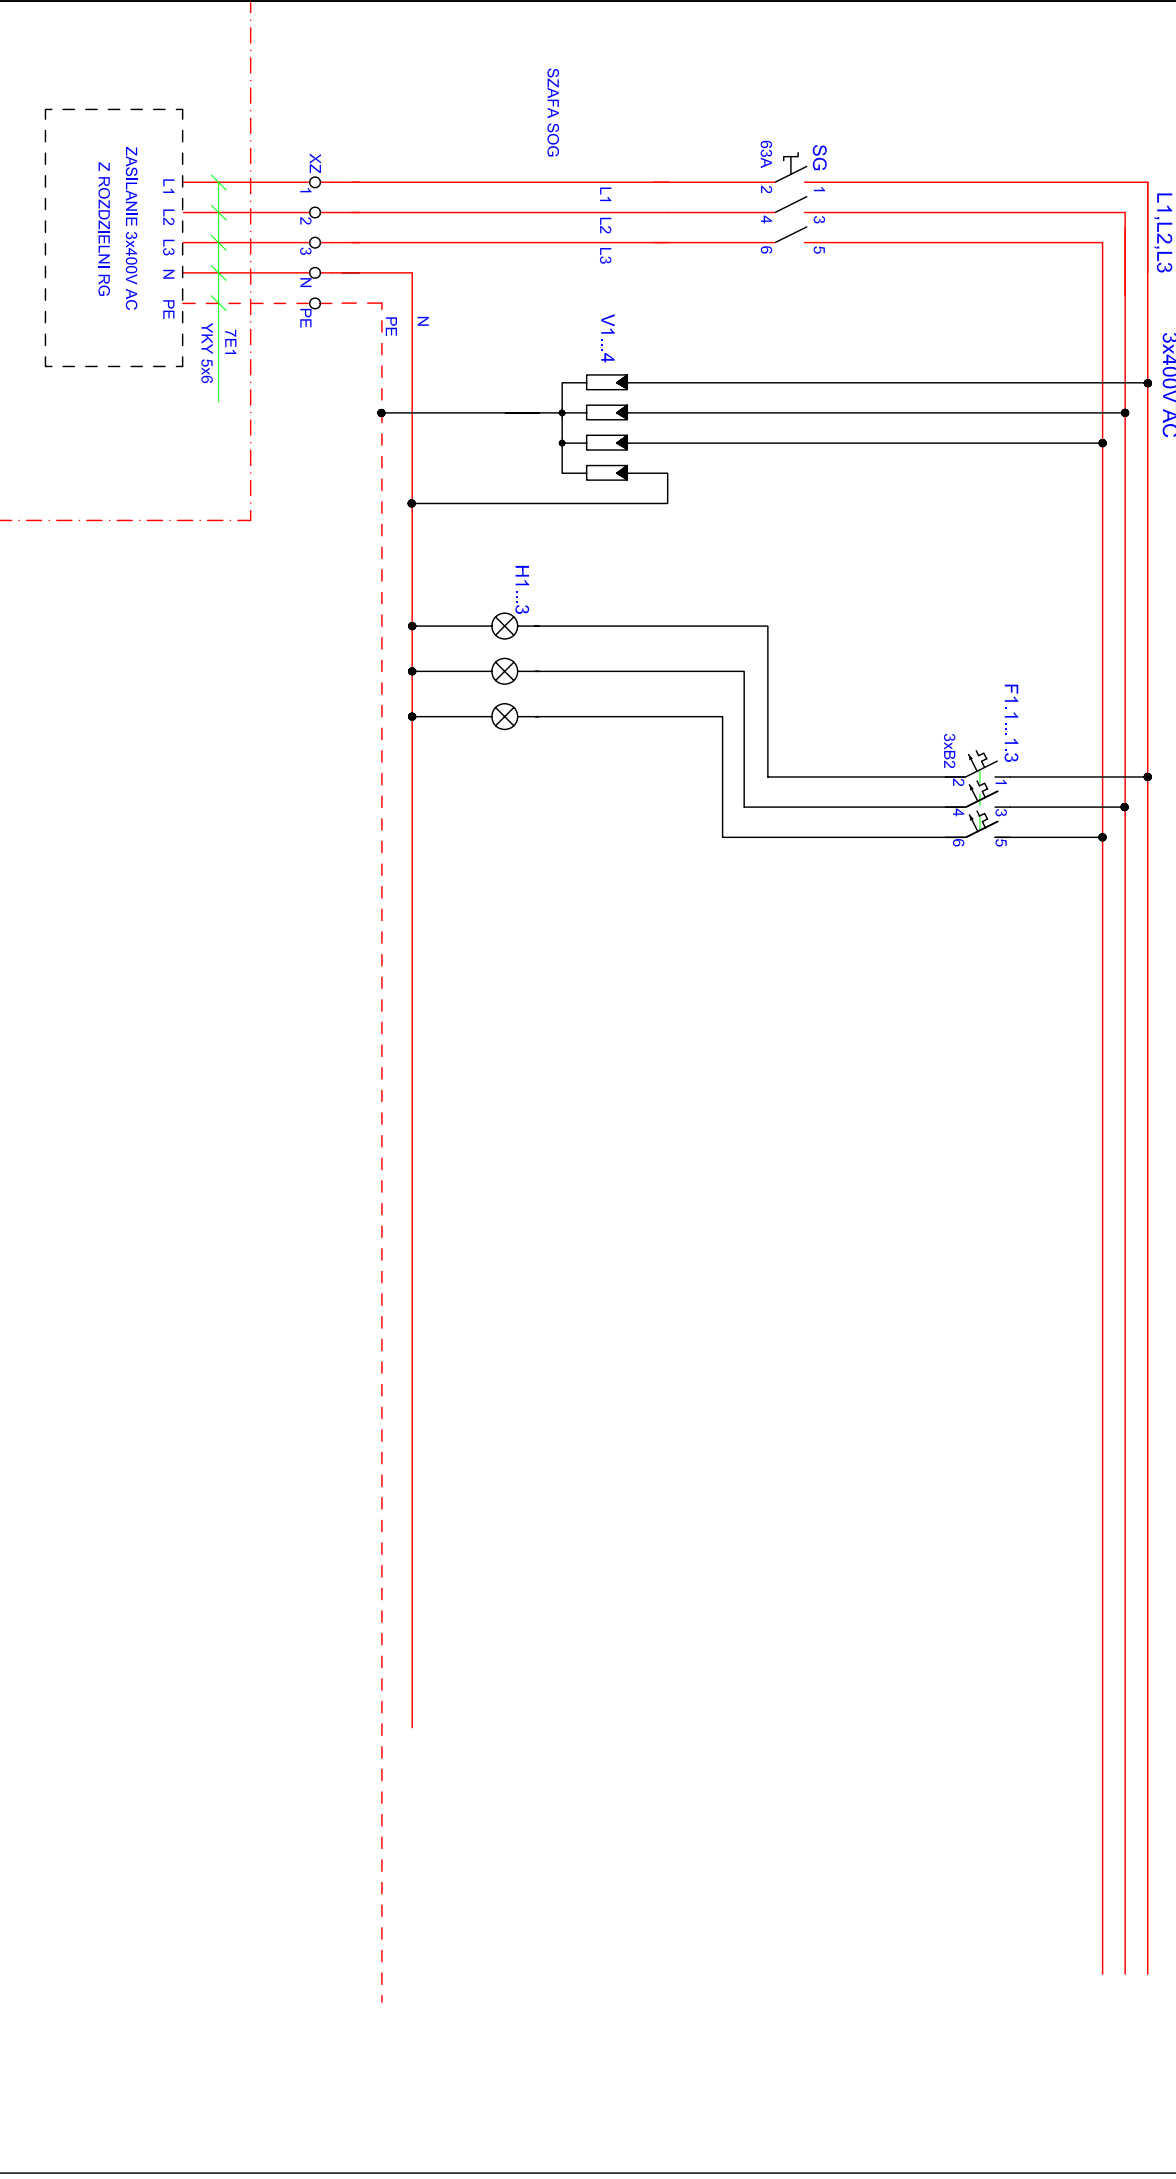 L1,L2,L3
3x400V AC
SG
63A
1
3
5
2
4
6
SZAFA SOG
L1
L2
L3
F1.1...1.3
3xB2
1
3
5
2
4
6
V1...4
H1...3
N
PE
XZ
1
2
3
N
PE
7E1
YKY 5x6
L1
L2
L3
N
PE
ZASILANIE 3x400V AC
Z ROZDZIELNI RG